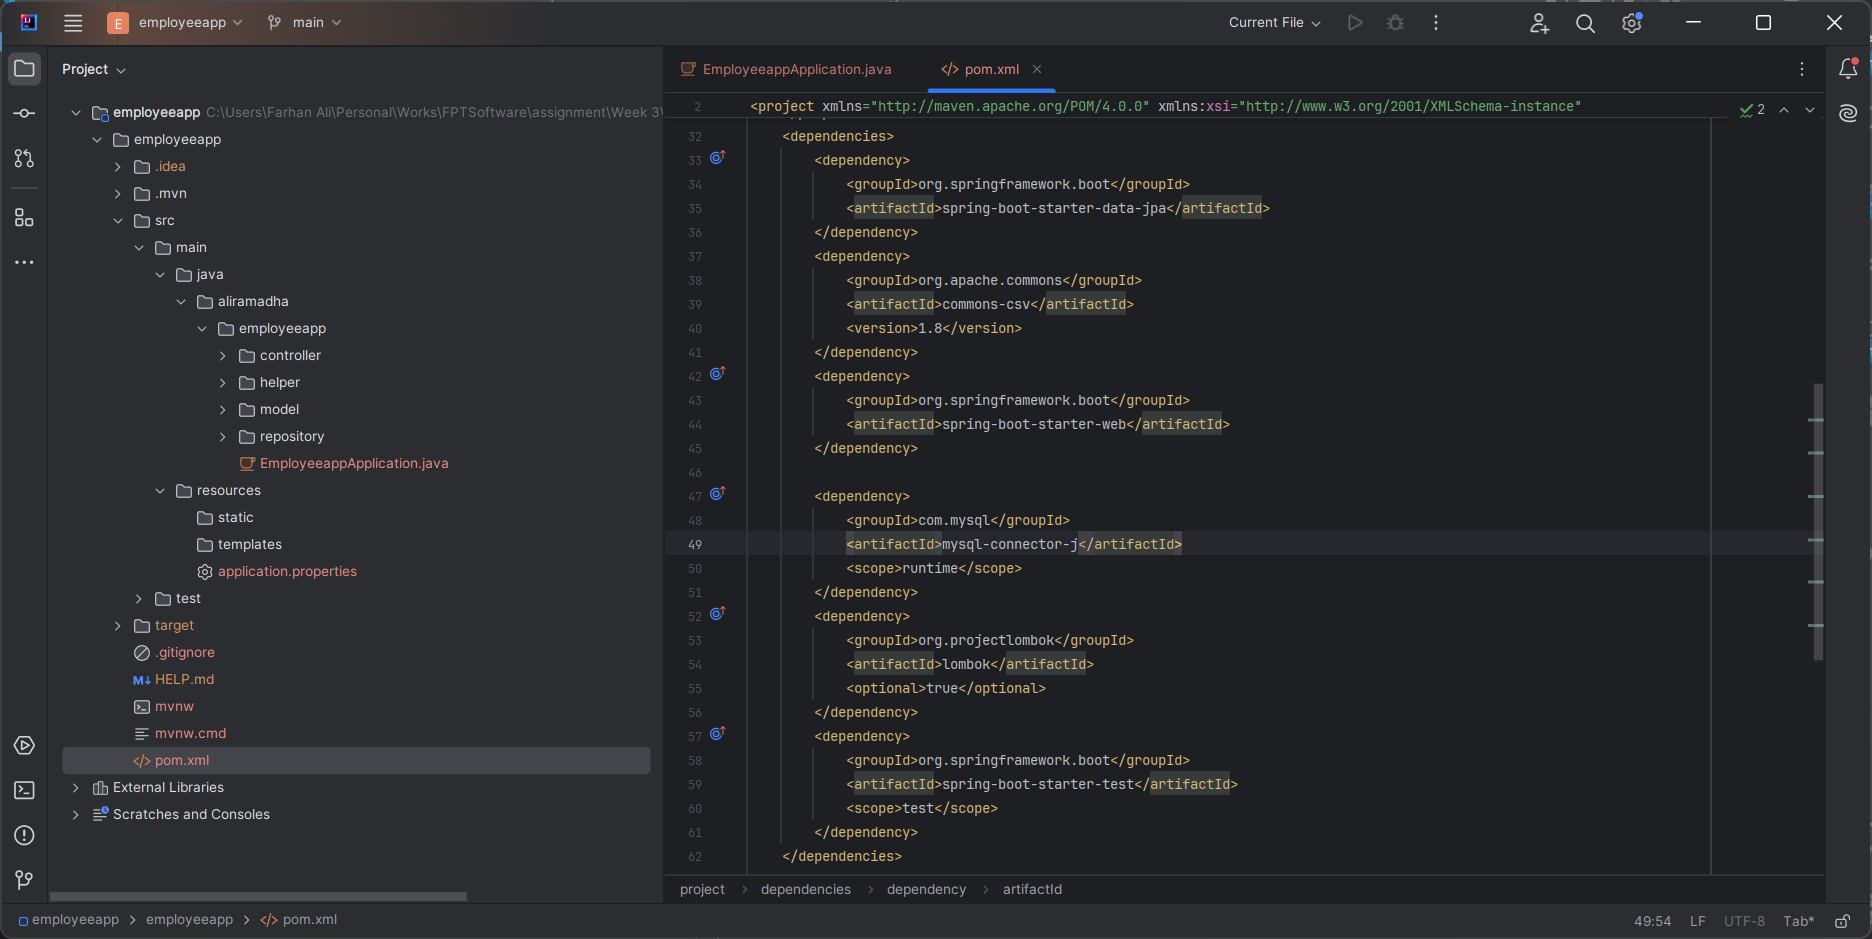 E employeeapp main Current File
Project
employeeapp C:\Users\Farhan Ali\Personal\Works\FPTSoftware\assignment\Week 3\
employeeapp
.idea
.mvn
src
main
java
aliramadha
employeeapp
controller
helper
model
repository
EmployeeappApplication.java
resources
static
templates
application.properties
test
target
.gitignore
M↓ HELP.md
mvnw
mvnw.cmd
</> pom.xml
External Libraries
Scratches and Consoles
EmployeeappApplication.java </> pom.xml
2 <project xmlns="http://maven.apache.org/POM/4.0.0" xmlns:xsi="http://www.w3.org/2001/XMLSchema-instance" 2
32 <dependencies>
33 <dependency>
34 <groupId>org.springframework.boot</groupId>
35 <artifactId>spring-boot-starter-data-jpa</artifactId>
36 </dependency>
37 <dependency>
38 <groupId>org.apache.commons</groupId>
39 <artifactId>commons-csv</artifactId>
40 <version>1.8</version>
41 </dependency>
42 <dependency>
43 <groupId>org.springframework.boot</groupId>
44 <artifactId>spring-boot-starter-web</artifactId>
45 </dependency>
46
47 <dependency>
48 <groupId>com.mysql</groupId>
49 <artifactId>mysql-connector-j</artifactId>
50 <scope>runtime</scope>
51 </dependency>
52 <dependency>
53 <groupId>org.projectlombok</groupId>
54 <artifactId>lombok</artifactId>
55 <optional>true</optional>
56 </dependency>
57 <dependency>
58 <groupId>org.springframework.boot</groupId>
59 <artifactId>spring-boot-starter-test</artifactId>
60 <scope>test</scope>
61 </dependency>
62 </dependencies>
project > dependencies > dependency > artifactId
employeeapp > employeeapp > </> pom.xml 49:54 LF UTF-8 Tab*